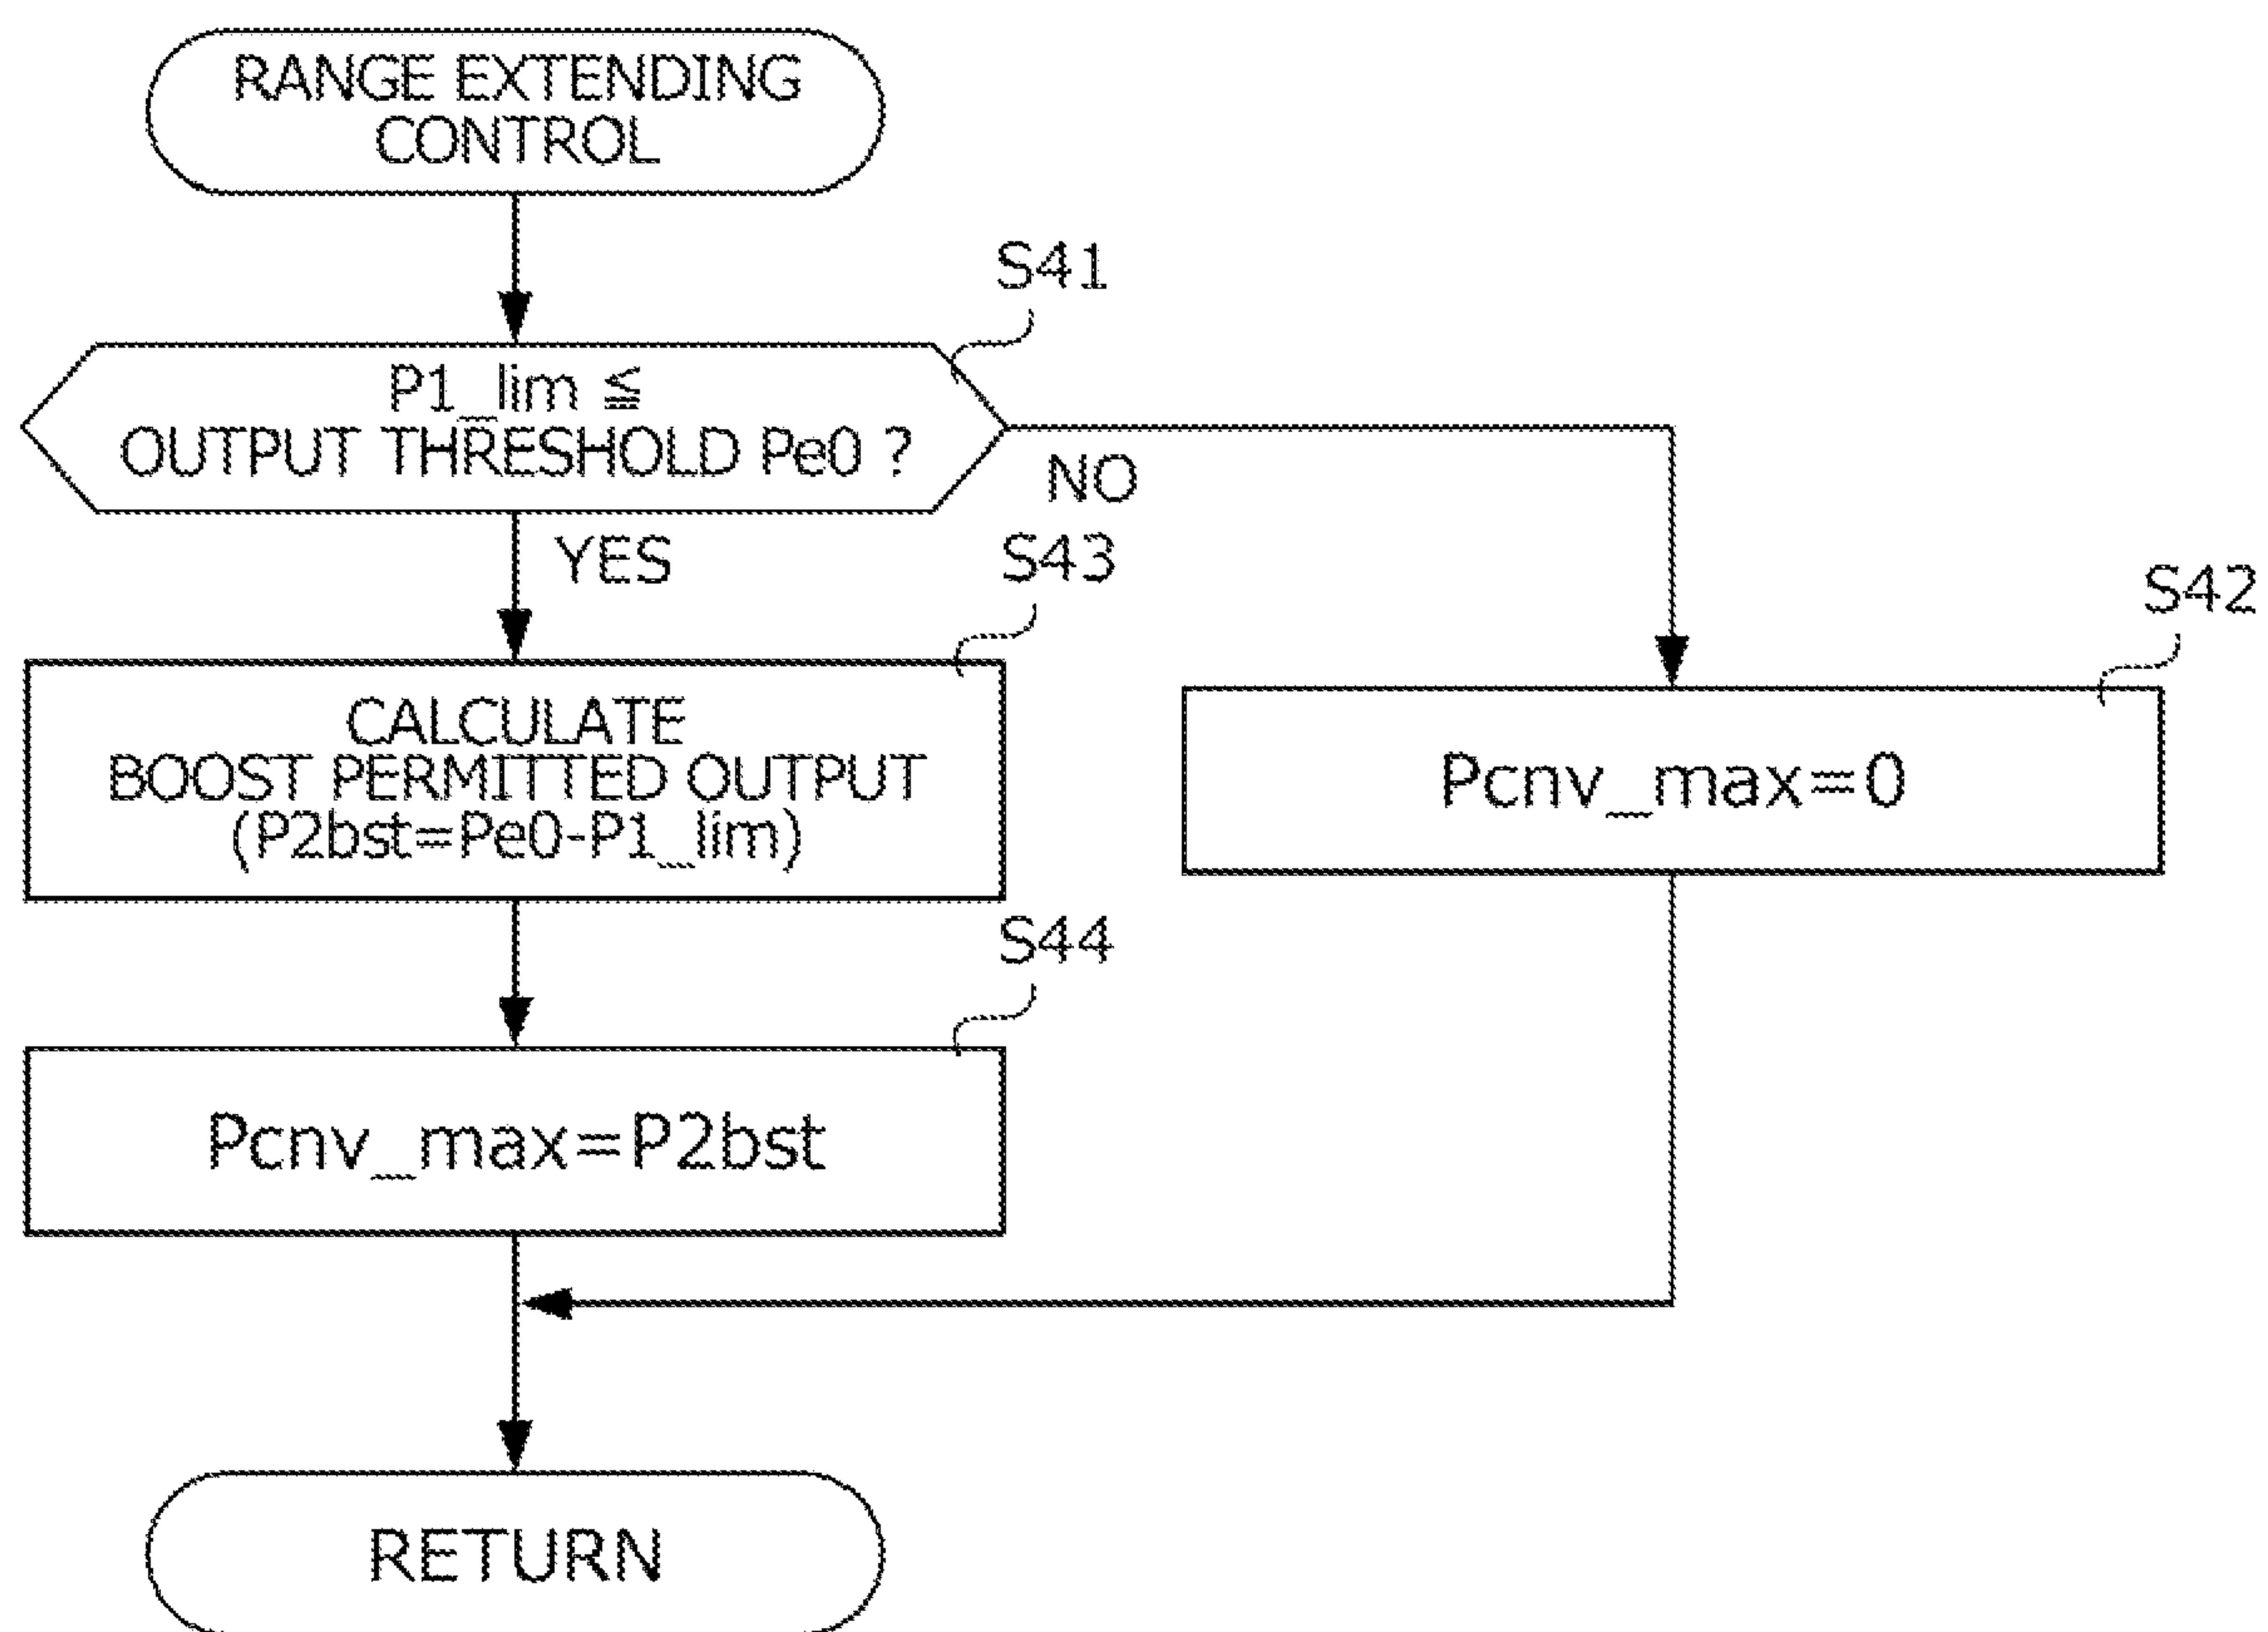 RANGE EXTENDING
CONTROL
S41
P1_lim ≦
OUTPUT THRESHOLD Pe0 ?
NO
YES
S43
S42
CALCULATE
BOOST PERMITTED OUTPUT
(P2bst=Pe0-P1_lim)
Pcnv_max=0
S44
Pcnv_max=P2bst
RETURN